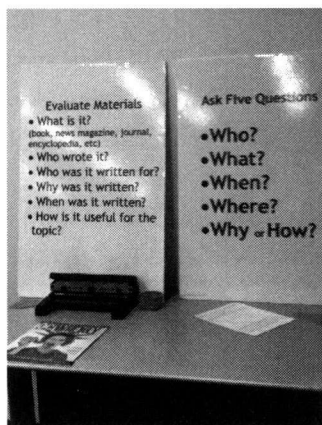 Evaluate Materials
• What is it?
(book, news magazine, journal,
encyclopedia, etc)
• Who wrote it?
• Who was it written for?
• Why was it written?
• When was it written?
• How is it useful for the
topic?
Ask Five Questions
• Who?
• What?
• When?
• Where?
• Why or How?